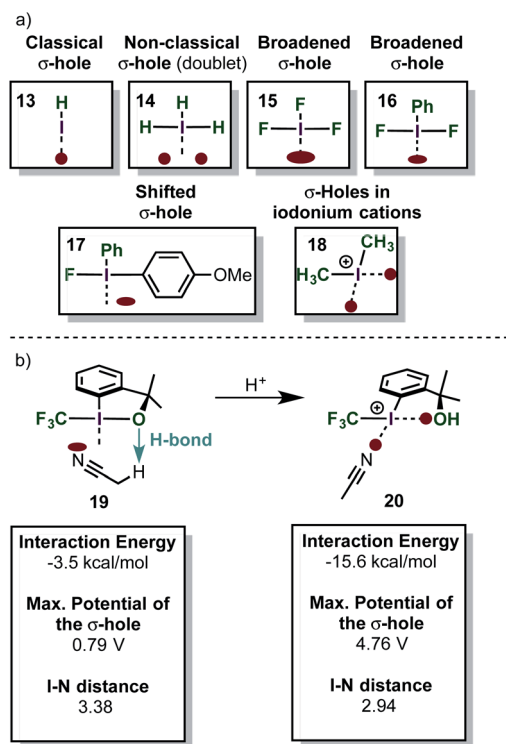 a)
Classical
σ-hole
Non-classical
σ-hole (doublet)
Broadened
σ-hole
Broadened
σ-hole
13
H
I
14
H
H I H
15
F
F I F
16
Ph
F I F
Shifted
σ-hole
σ-Holes in
iodonium cations
17
Ph
F I OMe
18
CH3
+
H3C I
b)
F3C I O
H-bond
N
H
19
H+
+
F3C I OH
N
20
Interaction Energy
-3.5 kcal/mol
Max. Potential of
the σ-hole
0.79 V
I-N distance
3.38
Interaction Energy
-15.6 kcal/mol
Max. Potential of
the σ-hole
4.76 V
I-N distance
2.94